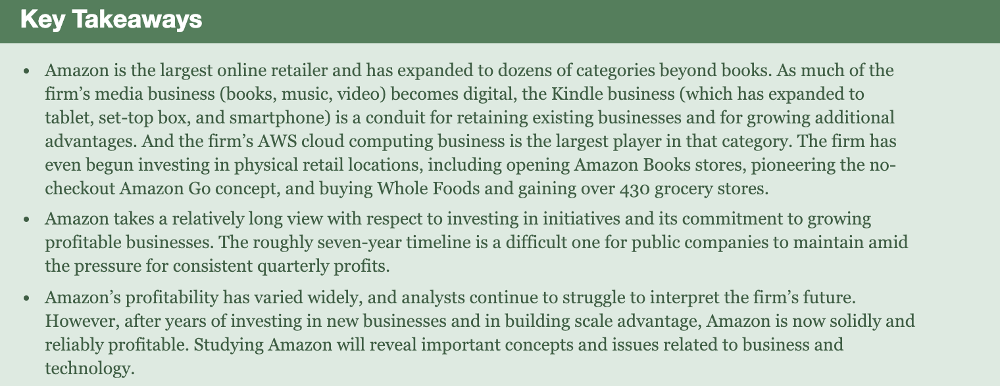 Key Takeaways
• Amazon is the largest online retailer and has expanded to dozens of categories beyond books. As much of the
firm’s media business (books, music, video) becomes digital, the Kindle business (which has expanded to
tablet, set-top box, and smartphone) is a conduit for retaining existing businesses and for growing additional
advantages. And the firm’s AWS cloud computing business is the largest player in that category. The firm has
even begun investing in physical retail locations, including opening Amazon Books stores, pioneering the no-
checkout Amazon Go concept, and buying Whole Foods and gaining over 430 grocery stores.
• Amazon takes a relatively long view with respect to investing in initiatives and its commitment to growing
profitable businesses. The roughly seven-year timeline is a difficult one for public companies to maintain amid
the pressure for consistent quarterly profits.
• Amazon’s profitability has varied widely, and analysts continue to struggle to interpret the firm’s future.
However, after years of investing in new businesses and in building scale advantage, Amazon is now solidly and
reliably profitable. Studying Amazon will reveal important concepts and issues related to business and
technology.